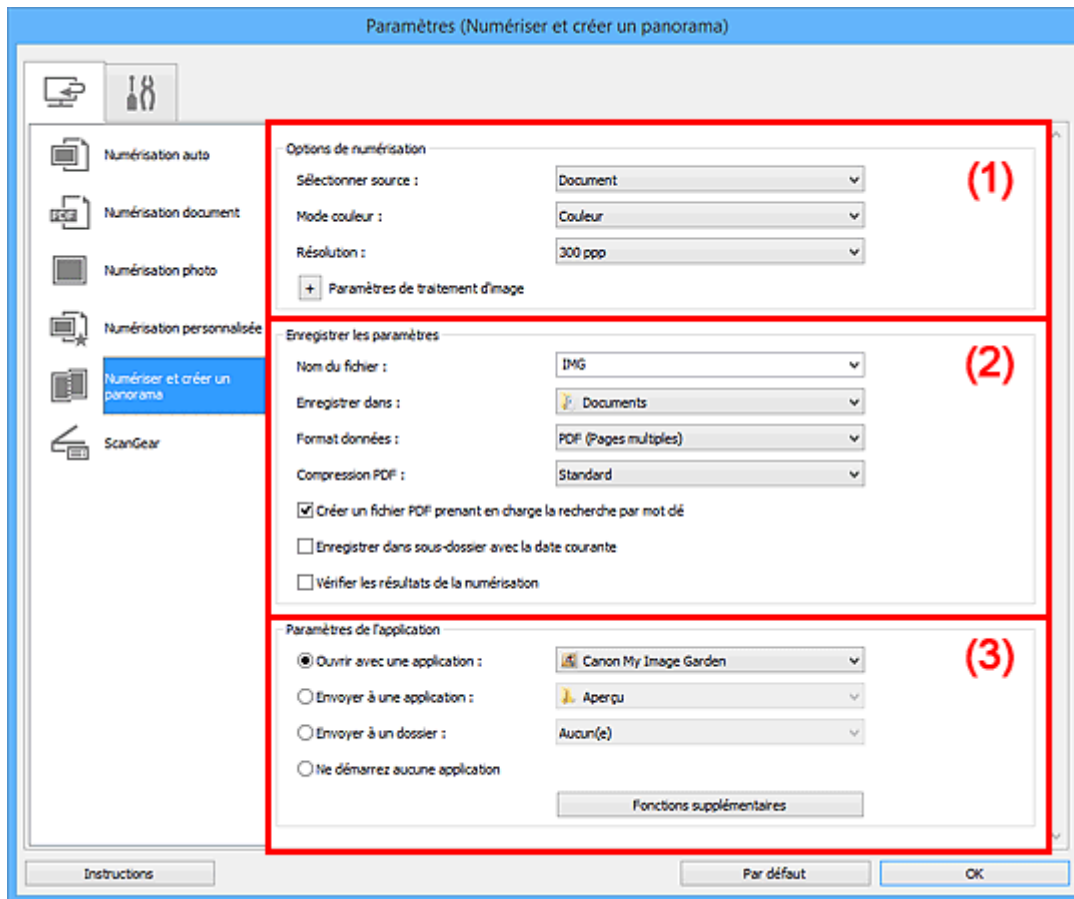 Paramètres (Numériser et créer un panorama)
Numérisation auto
Numérisation document
Numérisation photo
Numérisation personnalisée
Numériser et créer un
panorama
ScanGear
Options de numérisation
(1)
Sélectionner source : Document
Mode couleur : Couleur
Résolution : 300 ppp
+ Paramètres de traitement d'image
Enregistrer les paramètres
(2)
Nom du fichier : IMG
Enregistrer dans : Documents
Format données : PDF (Pages multiples)
Compression PDF : Standard
Créer un fichier PDF prenant en charge la recherche par mot clé
Enregistrer dans sous-dossier avec la date courante
Vérifier les résultats de la numérisation
Paramètres de l'application
(3)
Ouvrir avec une application : Canon My Image Garden
Envoyer à une application : Aperçu
Envoyer à un dossier : Aucun(e)
Ne démarrez aucune application
Fonctions supplémentaires
Instructions Par défaut OK